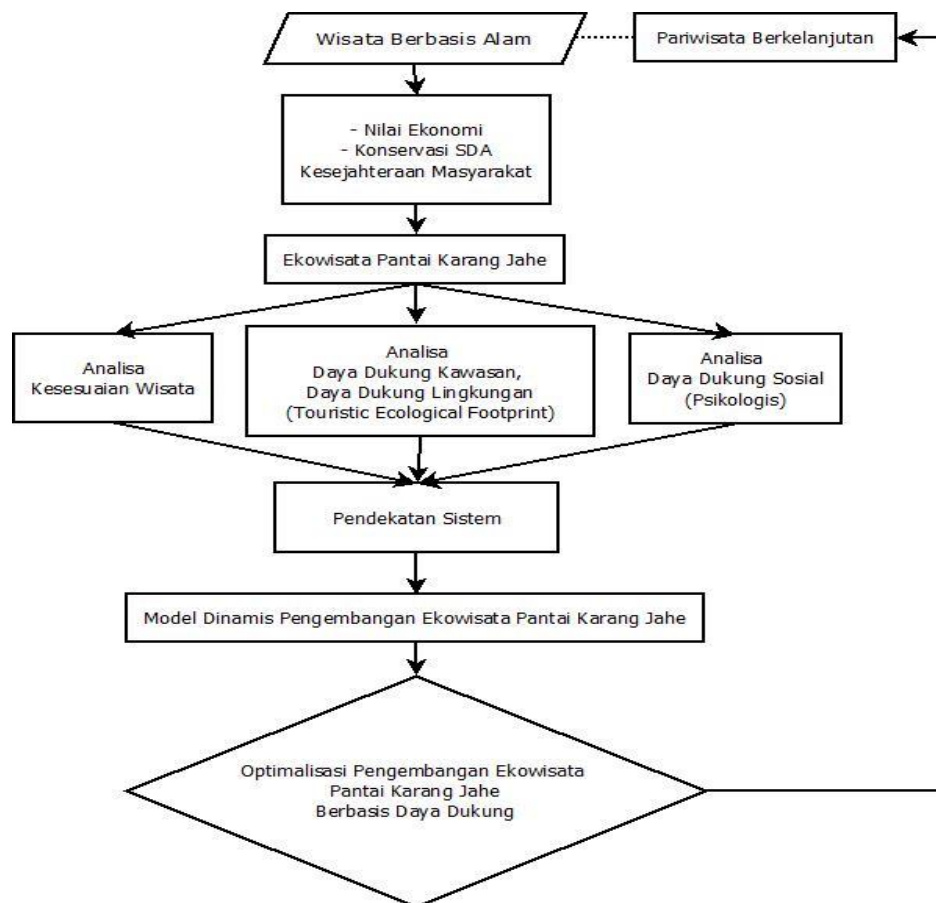 Wisata Berbasis Alam
Pariwisata Berkelanjutan
- Nilai Ekonomi
- Konservasi SDA
Kesejahteraan Masyarakat
Ekowisata Pantai Karang Jahe
Analisa
Kesesuaian Wisata
Analisa
Daya Dukung Kawasan,
Daya Dukung Lingkungan
(Touristic Ecological Footprint)
Analisa
Daya Dukung Sosial
(Psikologis)
Pendekatan Sistem
Model Dinamis Pengembangan Ekowisata Pantai Karang Jahe
Optimalisasi Pengembangan Ekowisata
Pantai Karang Jahe
Berbasis Daya Dukung